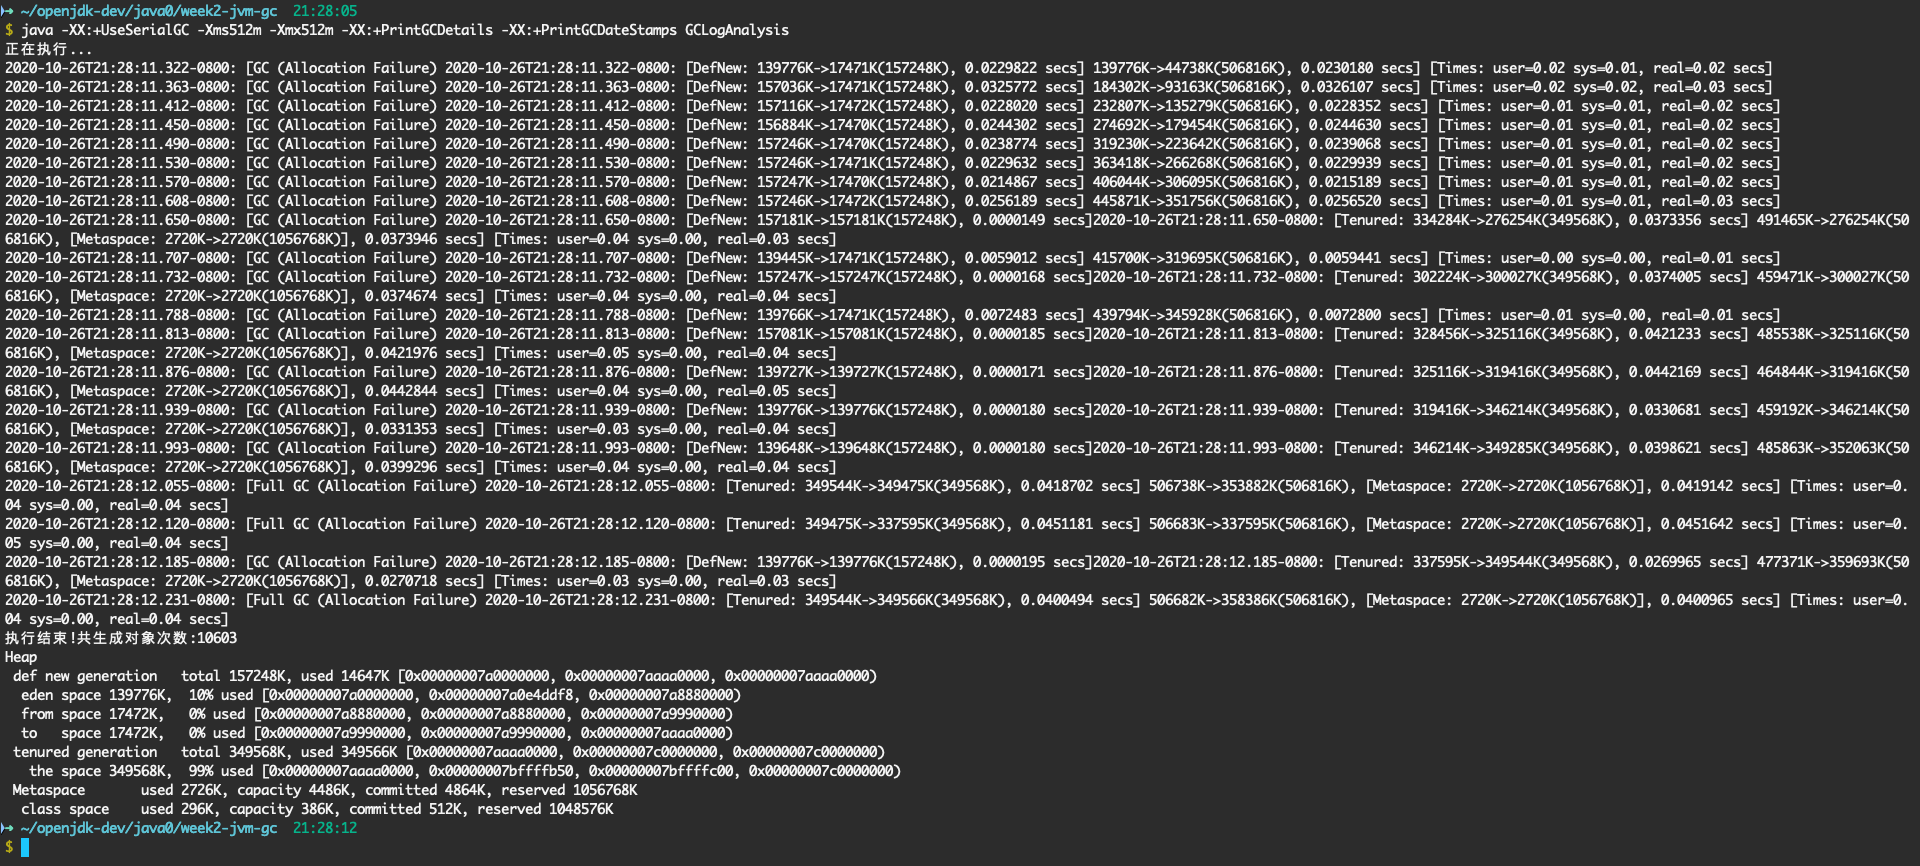 → ~/openjdk-dev/java0/week2-jvm-gc 21:28:05
$ java -XX:+UseSerialGC -Xms512m -Xmx512m -XX:+PrintGCDetails -XX:+PrintGCDateStamps GCLogAnalysis
正在执行...
2020-10-26T21:28:11.322-0800: [GC (Allocation Failure) 2020-10-26T21:28:11.322-0800: [DefNew: 139776K->17471K(157248K), 0.0229822 secs] 139776K->44738K(506816K), 0.0230180 secs] [Times: user=0.02 sys=0.01, real=0.02 secs]
2020-10-26T21:28:11.363-0800: [GC (Allocation Failure) 2020-10-26T21:28:11.363-0800: [DefNew: 157036K->17471K(157248K), 0.0325772 secs] 184302K->93163K(506816K), 0.0326107 secs] [Times: user=0.02 sys=0.02, real=0.03 secs]
2020-10-26T21:28:11.412-0800: [GC (Allocation Failure) 2020-10-26T21:28:11.412-0800: [DefNew: 157116K->17472K(157248K), 0.0228020 secs] 232807K->135279K(506816K), 0.0228352 secs] [Times: user=0.01 sys=0.01, real=0.02 secs]
2020-10-26T21:28:11.450-0800: [GC (Allocation Failure) 2020-10-26T21:28:11.450-0800: [DefNew: 156884K->17470K(157248K), 0.0244302 secs] 274692K->179454K(506816K), 0.0244630 secs] [Times: user=0.01 sys=0.01, real=0.02 secs]
2020-10-26T21:28:11.490-0800: [GC (Allocation Failure) 2020-10-26T21:28:11.490-0800: [DefNew: 157246K->17470K(157248K), 0.0238774 secs] 319230K->223642K(506816K), 0.0239068 secs] [Times: user=0.01 sys=0.01, real=0.02 secs]
2020-10-26T21:28:11.530-0800: [GC (Allocation Failure) 2020-10-26T21:28:11.530-0800: [DefNew: 157246K->17471K(157248K), 0.0229632 secs] 363418K->266268K(506816K), 0.0229939 secs] [Times: user=0.01 sys=0.01, real=0.02 secs]
2020-10-26T21:28:11.570-0800: [GC (Allocation Failure) 2020-10-26T21:28:11.570-0800: [DefNew: 157247K->17470K(157248K), 0.0214867 secs] 406044K->306095K(506816K), 0.0215189 secs] [Times: user=0.01 sys=0.01, real=0.02 secs]
2020-10-26T21:28:11.608-0800: [GC (Allocation Failure) 2020-10-26T21:28:11.608-0800: [DefNew: 157246K->17472K(157248K), 0.0256189 secs] 445871K->351756K(506816K), 0.0256520 secs] [Times: user=0.01 sys=0.01, real=0.03 secs]
2020-10-26T21:28:11.650-0800: [GC (Allocation Failure) 2020-10-26T21:28:11.650-0800: [DefNew: 157181K->157181K(157248K), 0.0000149 secs]2020-10-26T21:28:11.650-0800: [Tenured: 334284K->276254K(349568K), 0.0373356 secs] 491465K->276254K(50
6816K), [Metaspace: 2720K->2720K(1056768K)], 0.0373946 secs] [Times: user=0.04 sys=0.00, real=0.03 secs]
2020-10-26T21:28:11.707-0800: [GC (Allocation Failure) 2020-10-26T21:28:11.707-0800: [DefNew: 139445K->17471K(157248K), 0.0059012 secs] 415700K->319695K(506816K), 0.0059441 secs] [Times: user=0.00 sys=0.00, real=0.01 secs]
2020-10-26T21:28:11.732-0800: [GC (Allocation Failure) 2020-10-26T21:28:11.732-0800: [DefNew: 157247K->157247K(157248K), 0.0000168 secs]2020-10-26T21:28:11.732-0800: [Tenured: 302224K->300027K(349568K), 0.0374005 secs] 459471K->300027K(50
6816K), [Metaspace: 2720K->2720K(1056768K)], 0.0374674 secs] [Times: user=0.04 sys=0.00, real=0.04 secs]
2020-10-26T21:28:11.788-0800: [GC (Allocation Failure) 2020-10-26T21:28:11.788-0800: [DefNew: 139766K->17471K(157248K), 0.0072483 secs] 439794K->345928K(506816K), 0.0072800 secs] [Times: user=0.01 sys=0.00, real=0.01 secs]
2020-10-26T21:28:11.813-0800: [GC (Allocation Failure) 2020-10-26T21:28:11.813-0800: [DefNew: 157081K->157081K(157248K), 0.0000185 secs]2020-10-26T21:28:11.813-0800: [Tenured: 328456K->325116K(349568K), 0.0421233 secs] 485538K->325116K(50
6816K), [Metaspace: 2720K->2720K(1056768K)], 0.0421976 secs] [Times: user=0.05 sys=0.00, real=0.04 secs]
2020-10-26T21:28:11.876-0800: [GC (Allocation Failure) 2020-10-26T21:28:11.876-0800: [DefNew: 139727K->139727K(157248K), 0.0000171 secs]2020-10-26T21:28:11.876-0800: [Tenured: 325116K->319416K(349568K), 0.0442169 secs] 464844K->319416K(50
6816K), [Metaspace: 2720K->2720K(1056768K)], 0.0442844 secs] [Times: user=0.04 sys=0.00, real=0.05 secs]
2020-10-26T21:28:11.939-0800: [GC (Allocation Failure) 2020-10-26T21:28:11.939-0800: [DefNew: 139776K->139776K(157248K), 0.0000180 secs]2020-10-26T21:28:11.939-0800: [Tenured: 319416K->346214K(349568K), 0.0330681 secs] 459192K->346214K(50
6816K), [Metaspace: 2720K->2720K(1056768K)], 0.0331353 secs] [Times: user=0.03 sys=0.00, real=0.04 secs]
2020-10-26T21:28:11.993-0800: [GC (Allocation Failure) 2020-10-26T21:28:11.993-0800: [DefNew: 139648K->139648K(157248K), 0.0000180 secs]2020-10-26T21:28:11.993-0800: [Tenured: 346214K->349285K(349568K), 0.0398621 secs] 485863K->352063K(50
6816K), [Metaspace: 2720K->2720K(1056768K)], 0.0399296 secs] [Times: user=0.04 sys=0.00, real=0.04 secs]
2020-10-26T21:28:12.055-0800: [Full GC (Allocation Failure) 2020-10-26T21:28:12.055-0800: [Tenured: 349544K->349475K(349568K), 0.0418702 secs] 506738K->353882K(506816K), [Metaspace: 2720K->2720K(1056768K)], 0.0419142 secs] [Times: user=0.
04 sys=0.00, real=0.04 secs]
2020-10-26T21:28:12.120-0800: [Full GC (Allocation Failure) 2020-10-26T21:28:12.120-0800: [Tenured: 349475K->337595K(349568K), 0.0451181 secs] 506683K->337595K(506816K), [Metaspace: 2720K->2720K(1056768K)], 0.0451642 secs] [Times: user=0.
05 sys=0.00, real=0.04 secs]
2020-10-26T21:28:12.185-0800: [GC (Allocation Failure) 2020-10-26T21:28:12.185-0800: [DefNew: 139776K->139776K(157248K), 0.0000195 secs]2020-10-26T21:28:12.185-0800: [Tenured: 337595K->349544K(349568K), 0.0269965 secs] 477371K->359693K(50
6816K), [Metaspace: 2720K->2720K(1056768K)], 0.0270718 secs] [Times: user=0.03 sys=0.00, real=0.03 secs]
2020-10-26T21:28:12.231-0800: [Full GC (Allocation Failure) 2020-10-26T21:28:12.231-0800: [Tenured: 349544K->349566K(349568K), 0.0400494 secs] 506682K->358386K(506816K), [Metaspace: 2720K->2720K(1056768K)], 0.0400965 secs] [Times: user=0.
04 sys=0.00, real=0.04 secs]
执行结束!共生成对象次数:10603
Heap
def new generation total 157248K, used 14647K [0x00000007a0000000, 0x00000007aaaa0000, 0x00000007aaaa0000)
eden space 139776K, 10% used [0x00000007a0000000, 0x00000007a0e4ddf8, 0x00000007a8880000)
from space 17472K, 0% used [0x00000007a8880000, 0x00000007a8880000, 0x00000007a9990000)
to space 17472K, 0% used [0x00000007a9990000, 0x00000007a9990000, 0x00000007aaaa0000)
tenured generation total 349568K, used 349566K [0x00000007aaaa0000, 0x00000007c0000000, 0x00000007c0000000)
the space 349568K, 99% used [0x00000007aaaa0000, 0x00000007bffffb50, 0x00000007bffffc00, 0x00000007c0000000)
Metaspace used 2726K, capacity 4486K, committed 4864K, reserved 1056768K
class space used 296K, capacity 386K, committed 512K, reserved 1048576K
→ ~/openjdk-dev/java0/week2-jvm-gc 21:28:12
$